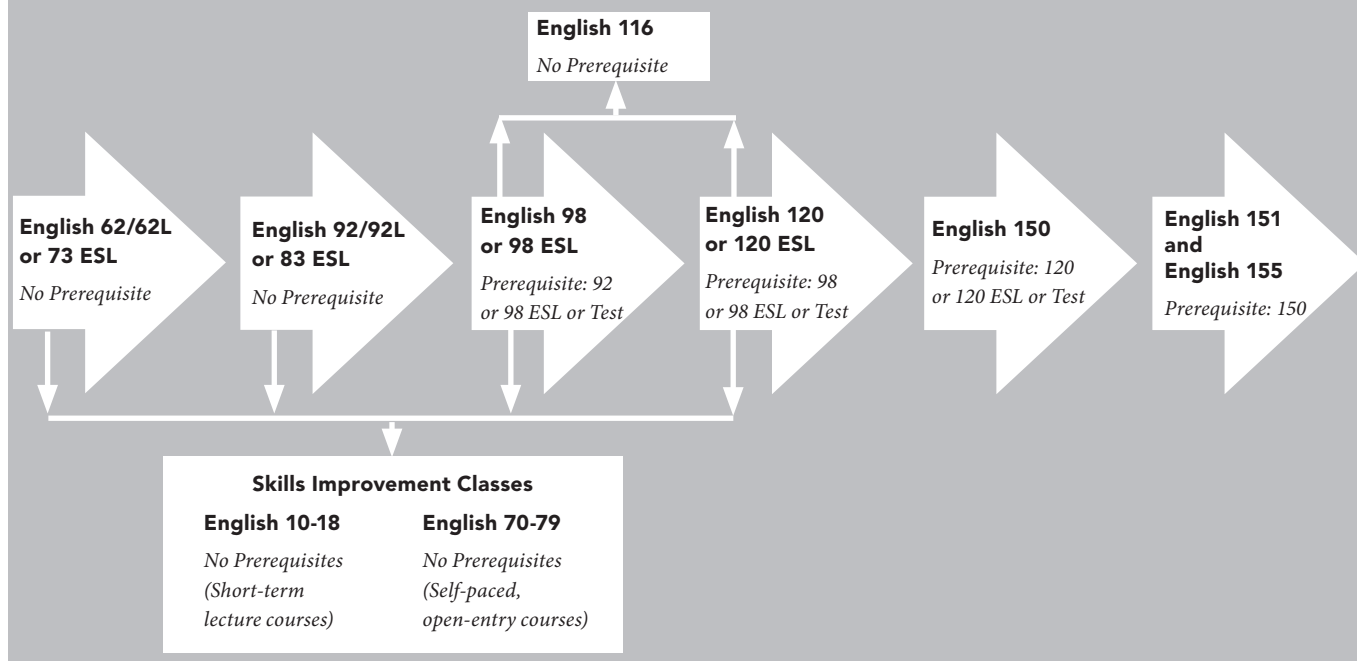 English 116
No Prerequisite
English 62/62L
or 73 ESL
No Prerequisite
English 92/92L
or 83 ESL
No Prerequisite
English 98
or 98 ESL
Prerequisite: 92
or 98 ESL or Test
English 120
or 120 ESL
Prerequisite: 98
or 98 ESL or Test
English 150
Prerequisite: 120
or 120 ESL or Test
English 151
and
English 155
Prerequisite: 150
Skills Improvement Classes
English 10-18
No Prerequisites
(Short-term
lecture courses)
English 70-79
No Prerequisites
(Self-paced,
open-entry courses)